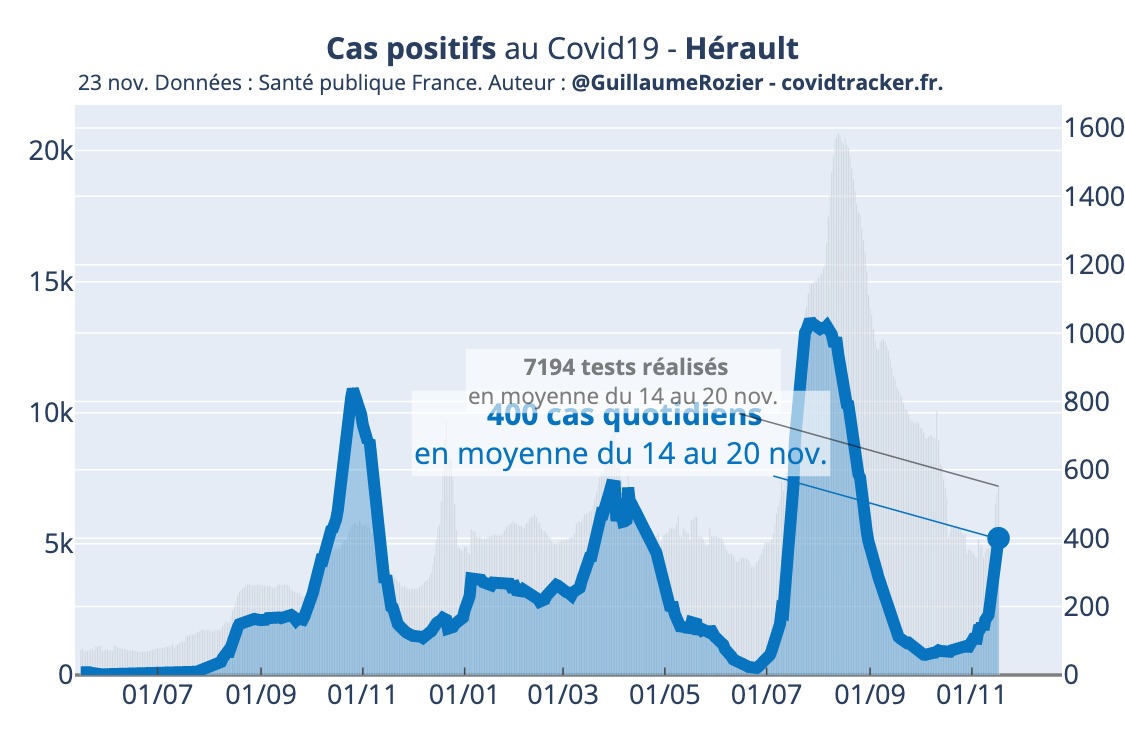 Cas positifs au Covid19 - Hérault
23 nov. Données : Santé publique France. Auteur : @GuillaumeRozier - covidtracker.fr.
20k
15k
10k
5k
0
1600
1400
1200
1000
800
600
400
200
0
7194 tests réalisés
en moyenne du 14 au 20 nov.
400 cas quotidiens
en moyenne du 14 au 20 nov.
01/07 01/09 01/11 01/01 01/03 01/05 01/07 01/09 01/11